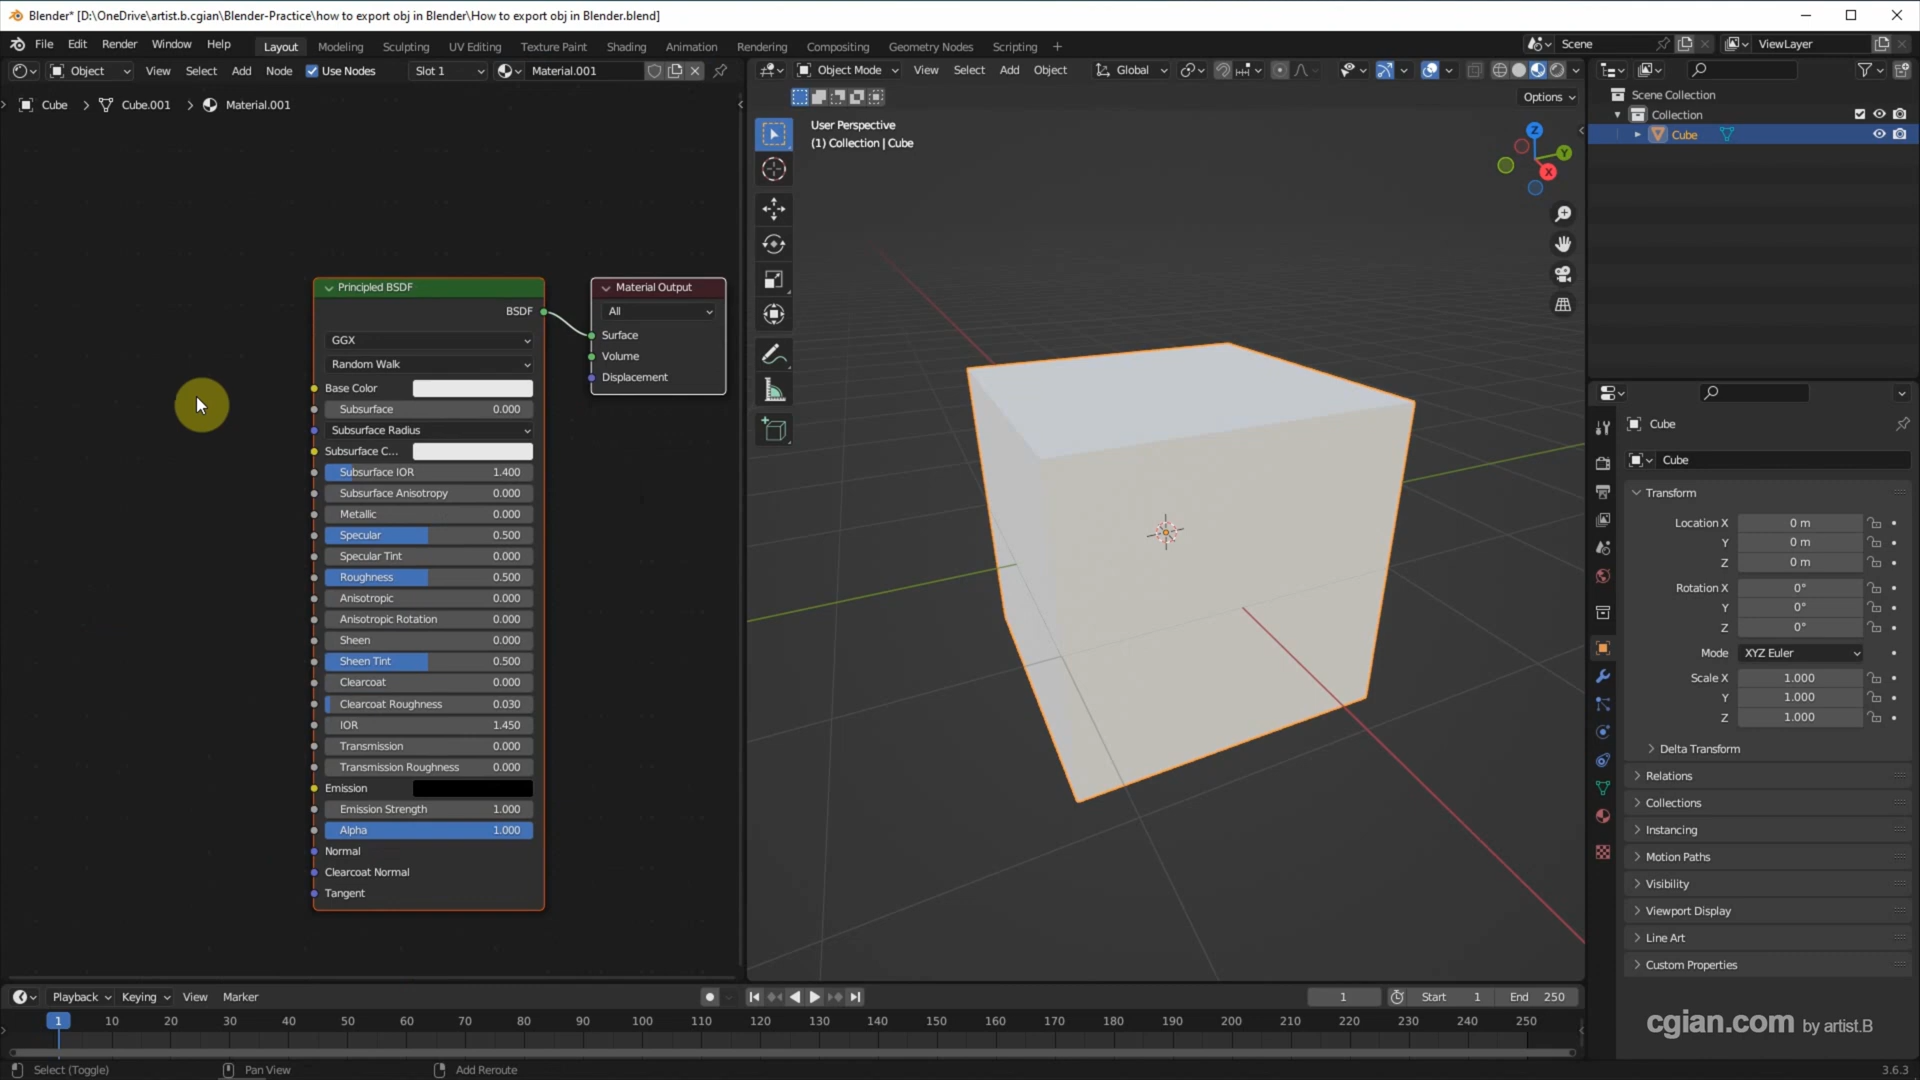 Blender* [D:\OneDrive\artist.b.cgian\Blender-Practice\how to export obj in Blender\How to export obj in Blender.blend]
File Edit Render Window Help Layout Modeling Sculpting UV Editing Texture Paint Shading Animation Rendering Compositing Geometry Nodes Scripting + Scene ViewLayer
Object View Select Add Node Use Nodes Slot 1 Material.001 Object Mode View Select Add Object Global
Options
Cube > Cube.001 > Material.001
User Perspective
(1) Collection | Cube
Z
Y
X
Scene Collection
Collection
Cube
Principled BSDF
BSDF
GGX
Random Walk
Base Color
Subsurface 0.000
Subsurface Radius
Subsurface C...
Subsurface IOR 1.400
Subsurface Anisotropy 0.000
Metallic 0.000
Specular 0.500
Specular Tint 0.000
Roughness 0.500
Anisotropic 0.000
Anisotropic Rotation 0.000
Sheen 0.000
Sheen Tint 0.500
Clearcoat 0.000
Clearcoat Roughness 0.030
IOR 1.450
Transmission 0.000
Transmission Roughness 0.000
Emission
Emission Strength 1.000
Alpha 1.000
Normal
Clearcoat Normal
Tangent
Material Output
All
Surface
Volume
Displacement
Cube
Cube
Transform
Location X 0 m
Y 0 m
Z 0 m
Rotation X 0°
Y 0°
Z 0°
Mode XYZ Euler
Scale X 1.000
Y 1.000
Z 1.000
Delta Transform
Relations
Collections
Instancing
Motion Paths
Visibility
Viewport Display
Line Art
Custom Properties
Playback Keying View Marker 1 Start 1 End 250
1 10 20 30 40 50 60 70 80 90 100 110 120 130 140 150 160 170 180 190 200 210 220 230 240 250
cgian.com by artist.B
Select (Toggle) Pan View Add Reroute 3.6.3